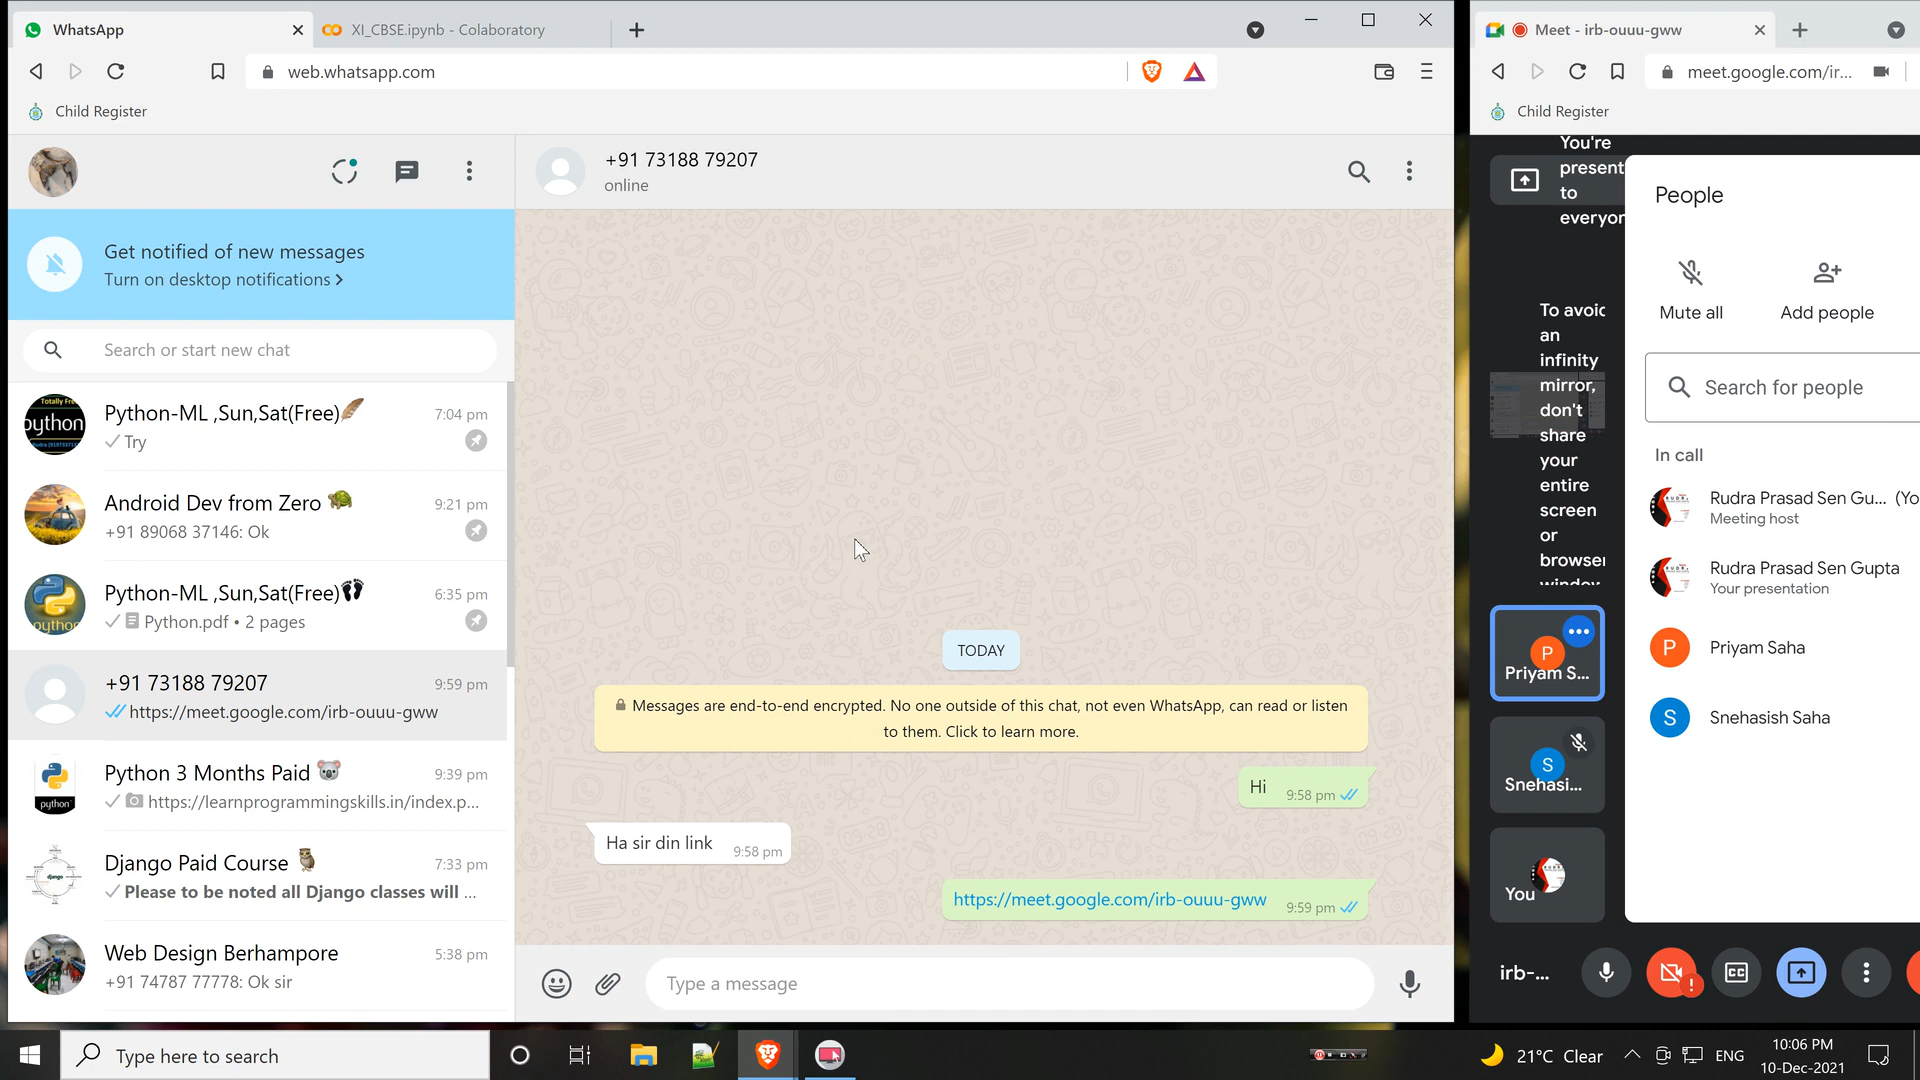 WhatsApp
XI_CBSE.ipynb - Colaboratory
web.whatsapp.com
Child Register
Get notified of new messages
Turn on desktop notifications >
Search or start new chat
Python-ML ,Sun,Sat(Free)🪶 7:04 pm
Try
Android Dev from Zero 🐢 9:21 pm
+91 89068 37146: Ok
Python-ML ,Sun,Sat(Free)👣 6:35 pm
Python.pdf • 2 pages
+91 73188 79207 9:59 pm
https://meet.google.com/irb-ouuu-gww
Python 3 Months Paid 🐨 9:39 pm
https://learnprogrammingskills.in/index.p...
Django Paid Course 🦉 7:33 pm
Please to be noted all Django classes will ...
Web Design Berhampore 5:38 pm
+91 74787 77778: Ok sir
Totally Fre
python
python
python
django
+91 73188 79207
online
TODAY
Messages are end-to-end encrypted. No one outside of this chat, not even WhatsApp, can read or listen
to them. Click to learn more.
Hi 9:58 pm
Ha sir din link 9:58 pm
https://meet.google.com/irb-ouuu-gww 9:59 pm
Type a message
Meet - irb-ouuu-gww
meet.google.com/ir...
Child Register
You're
present
to
everyor
To avoid
an
infinity
mirror,
don't
share
your
entire
screen
or
browser
window
Priyam S...
P
Snehasi...
S
You
People
Mute all
Add people
Search for people
In call
Rudra Prasad Sen Gu... (Yo
Meeting host
Rudra Prasad Sen Gupta
Your presentation
P
Priyam Saha
S
Snehasish Saha
irb-...
CC
!
Type here to search
21°C Clear
ENG
10:06 PM
10-Dec-2021